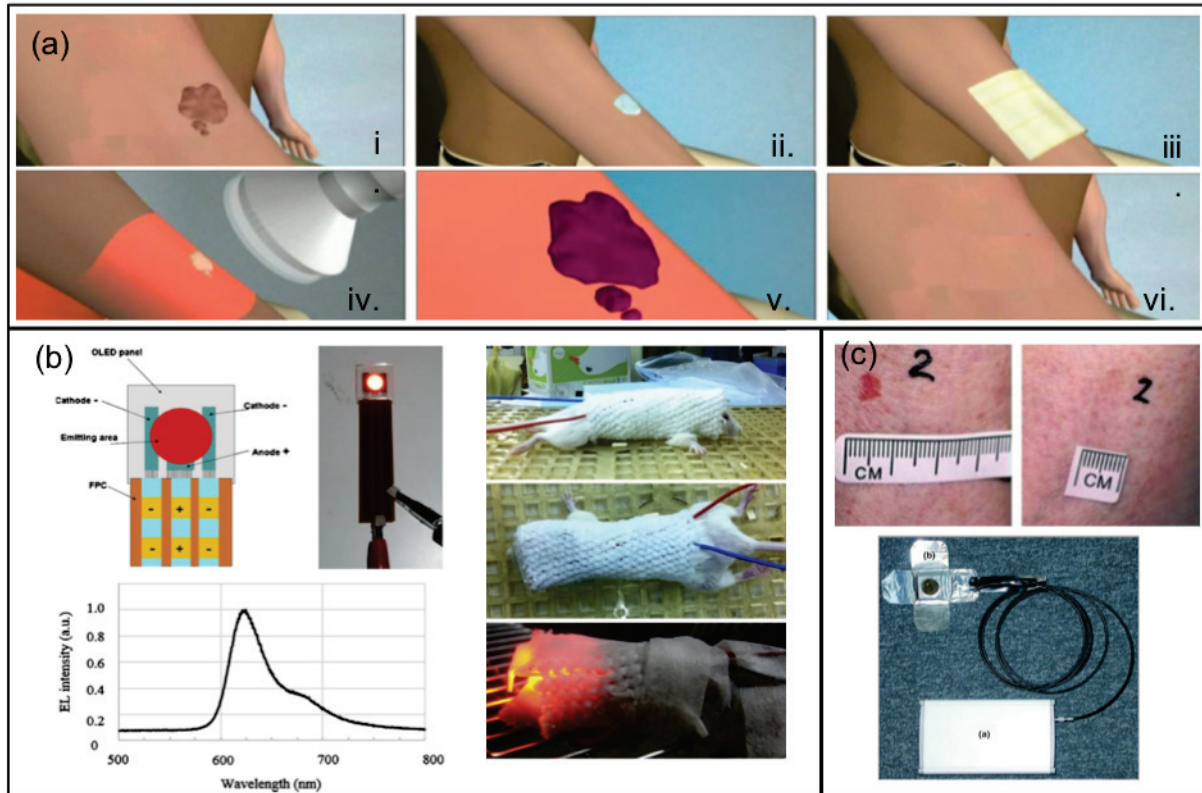 (a)
i
ii.
iii
.
.
iv.
v.
vi.
(b)
OLED panel
Cathode -
Cathode -
Emitting area
Anode +
FPC
- + -
- + -
EL intensity (a.u.)
1.0
0.8
0.6
0.4
0.2
0
500 600 700 800
Wavelength (nm)
(c)
2
CM
2
CM
(b)
(a)